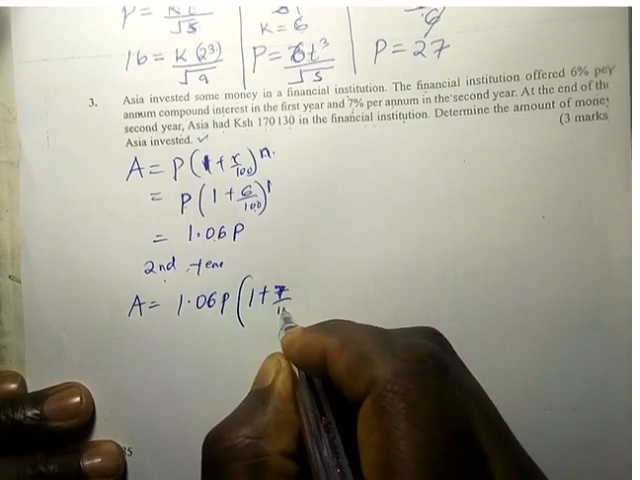 √5
K = 6
16 = K(2³)/√9
P = 6t³/√s
P = 27
3. Asia invested some money in a financial institution. The financial institution offered 6% per
annum compound interest in the first year and 7% per annum in the second year. At the end of the
second year, Asia had Ksh 170 130 in the financial institution. Determine the amount of money
Asia invested. ✓
(3 marks
A = P(1 + r/100)ⁿ.
= P(1 + 6/100)¹
= 1.06P
2nd year
A = 1.06P(1 + 7/